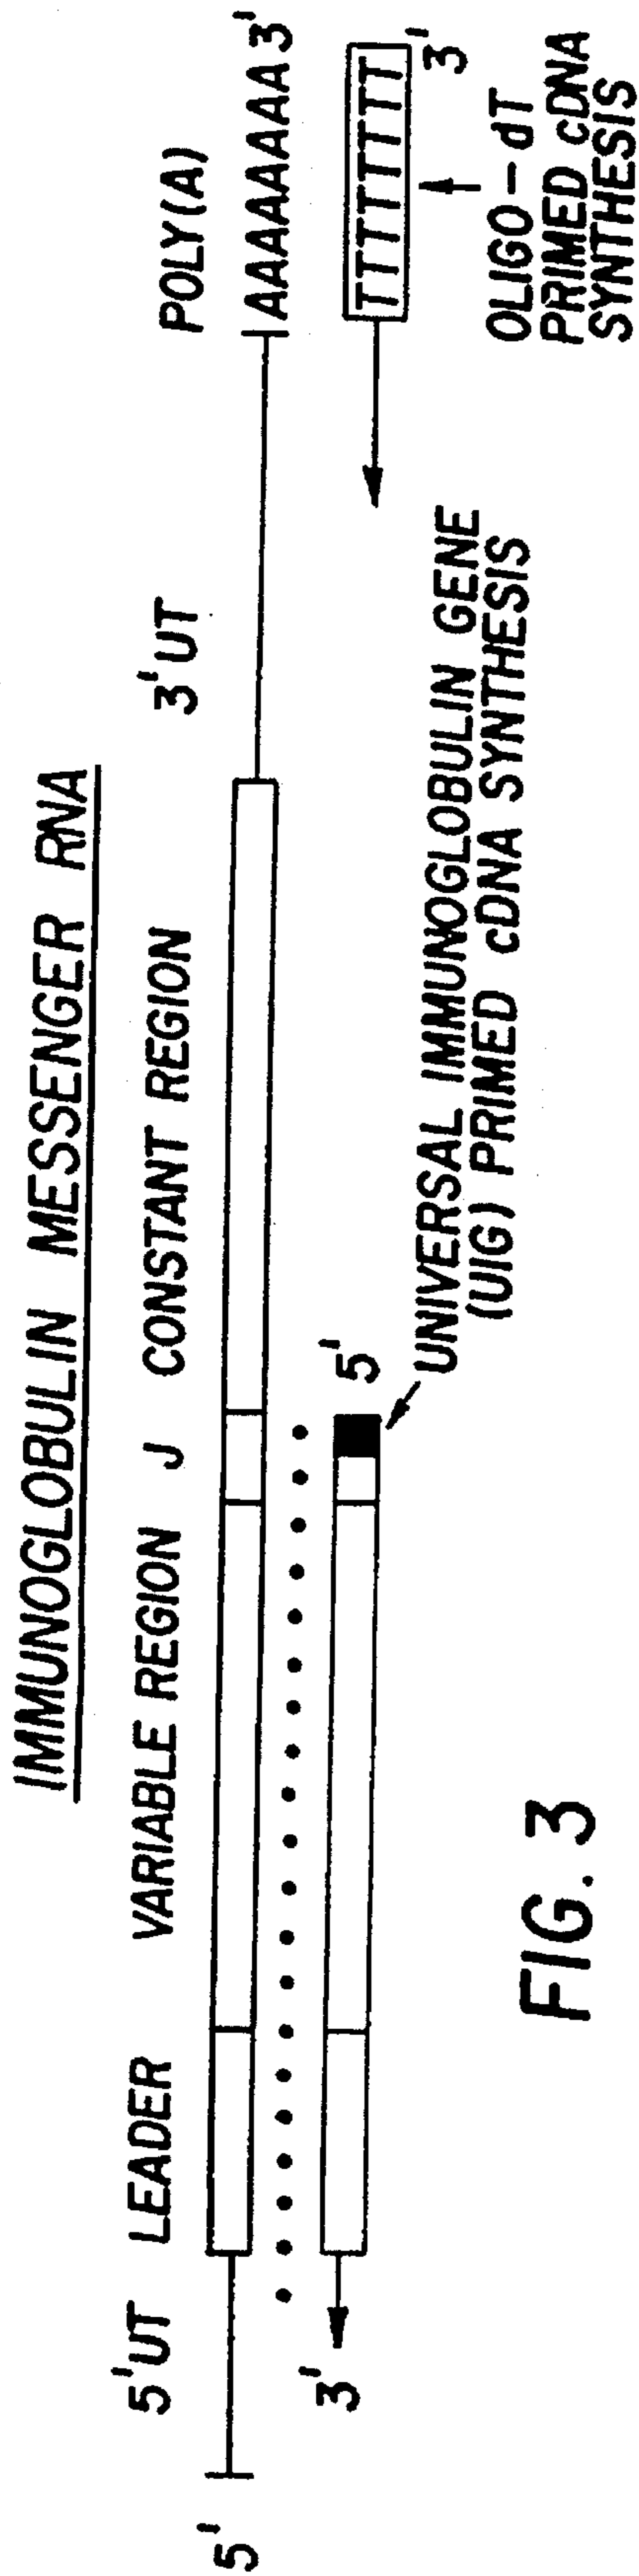 IMMUNOGLOBULIN MESSENGER RNA
5'UT LEADER VARIABLE REGION J CONSTANT REGION 3'UT POLY(A)
5' AAAAAAAA 3'
3' 5' TTTTTTTT 3'
UNIVERSAL IMMUNOGLOBULIN GENE
(UIG) PRIMED cDNA SYNTHESIS
OLIGO-dT
PRIMED cDNA
SYNTHESIS
FIG. 3